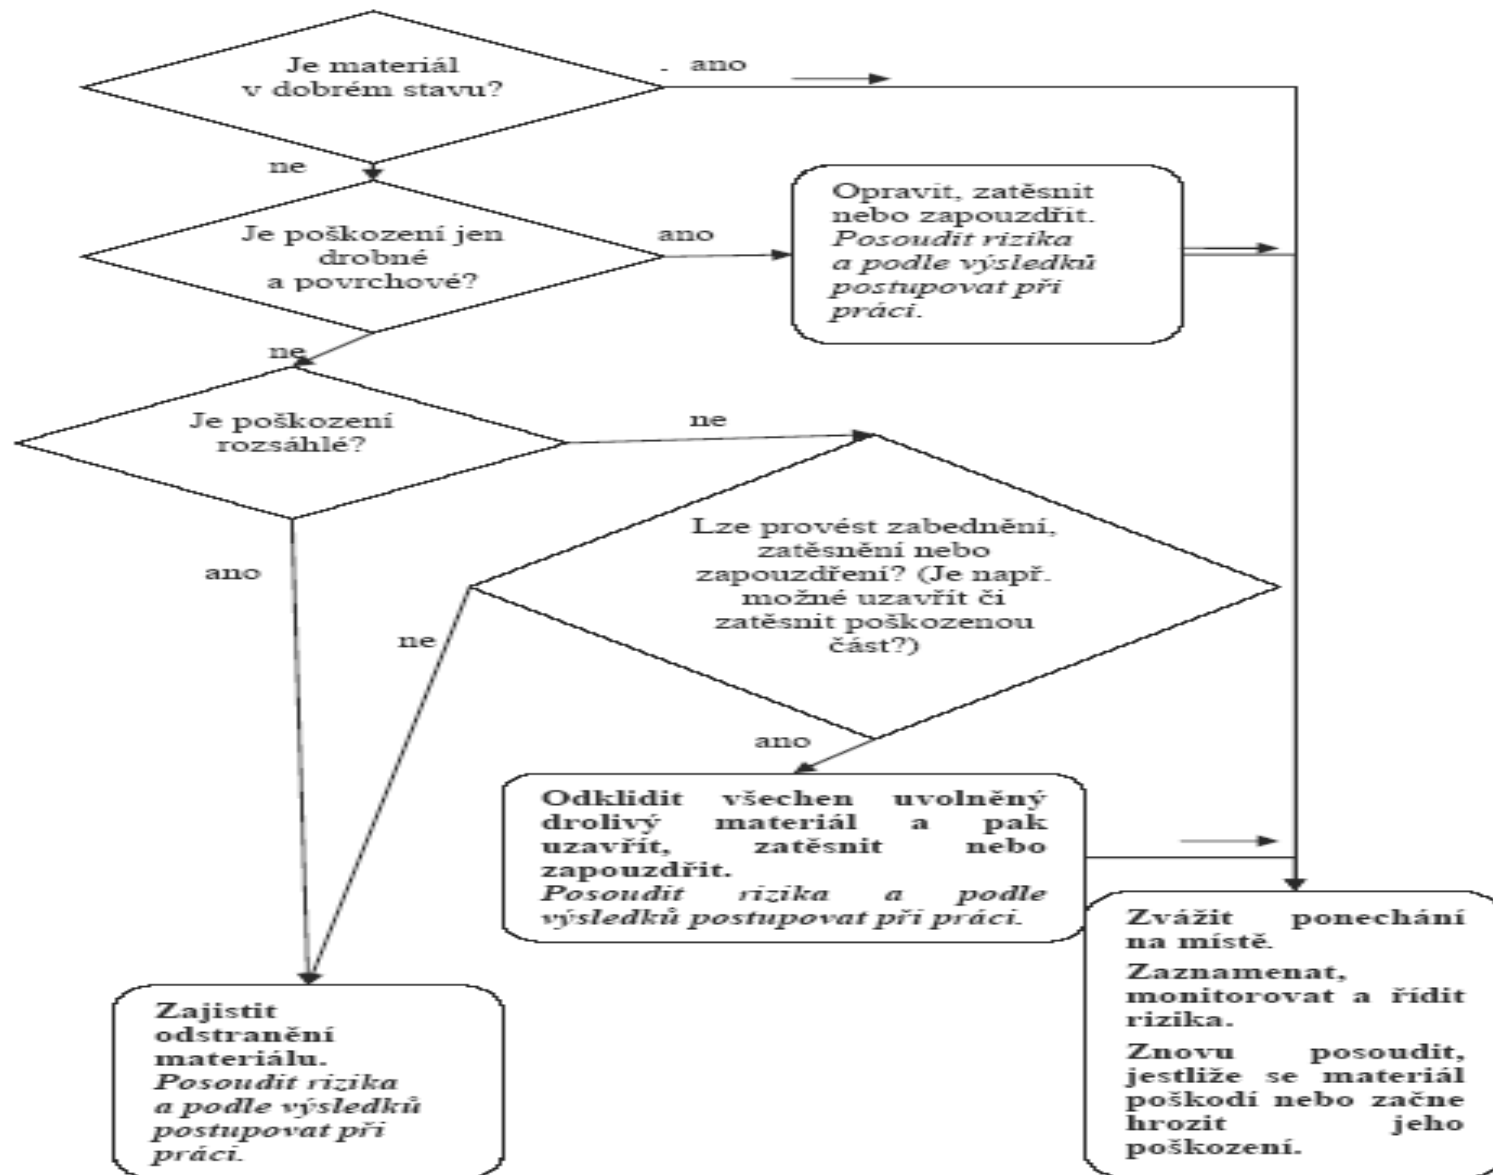 Je materiál
v dobrém stavu?
. ano
ne
Je poškození jen
drobné
a povrchové?
ano
Opravit, zatěsnit
nebo zapouzdřit.
Posoudit rizika
a podle výsledků
postupovat při
práci.
ne
Je poškození
rozsáhlé?
ne
ano
Lze provést zabednění,
zatěsnění nebo
zapouzdření? (Je např.
možné uzavřít či
zatěsnit poškozenou
část?)
ne
ano
Odklidit všechen uvolněný
drolivý materiál a pak
uzavřít, zatěsnit nebo
zapouzdřit.
Posoudit rizika a podle
výsledků postupovat při práci.
Zvážit ponechání
na místě.
Zaznamenat,
monitorovat a řídit
rizika.
Znovu posoudit,
jestliže se materiál
poškodí nebo začne
hrozit jeho
poškození.
Zajistit
odstranění
materiálu.
Posoudit rizika
a podle výsledků
postupovat při
práci.